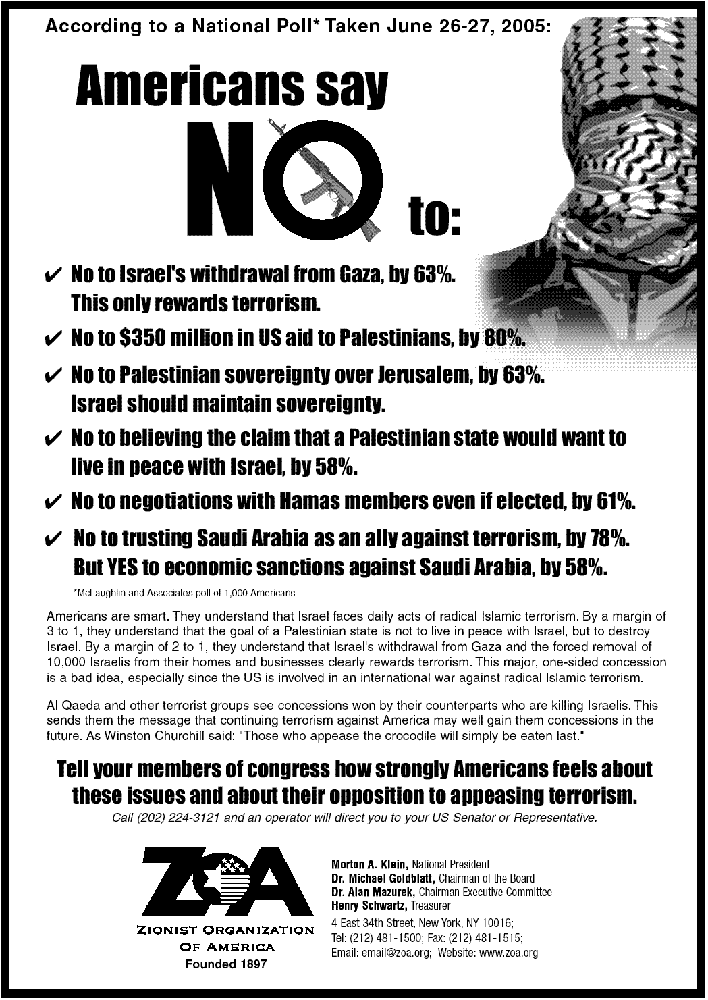 According to a National Poll* Taken June 26-27, 2005:
Americans say
NO to:
✔ No to Israel's withdrawal from Gaza, by 63%.
This only rewards terrorism.
✔ No to $350 million in US aid to Palestinians, by 80%.
✔ No to Palestinian sovereignty over Jerusalem, by 63%.
Israel should maintain sovereignty.
✔ No to believing the claim that a Palestinian state would want to
live in peace with Israel, by 58%.
✔ No to negotiations with Hamas members even if elected, by 61%.
✔ No to trusting Saudi Arabia as an ally against terrorism, by 78%.
But YES to economic sanctions against Saudi Arabia, by 58%.
*McLaughlin and Associates poll of 1,000 Americans
Americans are smart. They understand that Israel faces daily acts of radical Islamic terrorism. By a margin of
3 to 1, they understand that the goal of a Palestinian state is not to live in peace with Israel, but to destroy
Israel. By a margin of 2 to 1, they understand that Israel's withdrawal from Gaza and the forced removal of
10,000 Israelis from their homes and businesses clearly rewards terrorism. This major, one-sided concession
is a bad idea, especially since the US is involved in an international war against radical Islamic terrorism.
Al Qaeda and other terrorist groups see concessions won by their counterparts who are killing Israelis. This
sends them the message that continuing terrorism against America may well gain them concessions in the
future. As Winston Churchill said: "Those who appease the crocodile will simply be eaten last."
Tell your members of congress how strongly Americans feels about
these issues and about their opposition to appeasing terrorism.
Call (202) 224-3121 and an operator will direct you to your US Senator or Representative.
ZOA
ZIONIST ORGANIZATION
OF AMERICA
Founded 1897
Morton A. Klein, National President
Dr. Michael Goldblatt, Chairman of the Board
Dr. Alan Mazurek, Chairman Executive Committee
Henry Schwartz, Treasurer
4 East 34th Street, New York, NY 10016;
Tel: (212) 481-1500; Fax: (212) 481-1515;
Email: email@zoa.org; Website: www.zoa.org